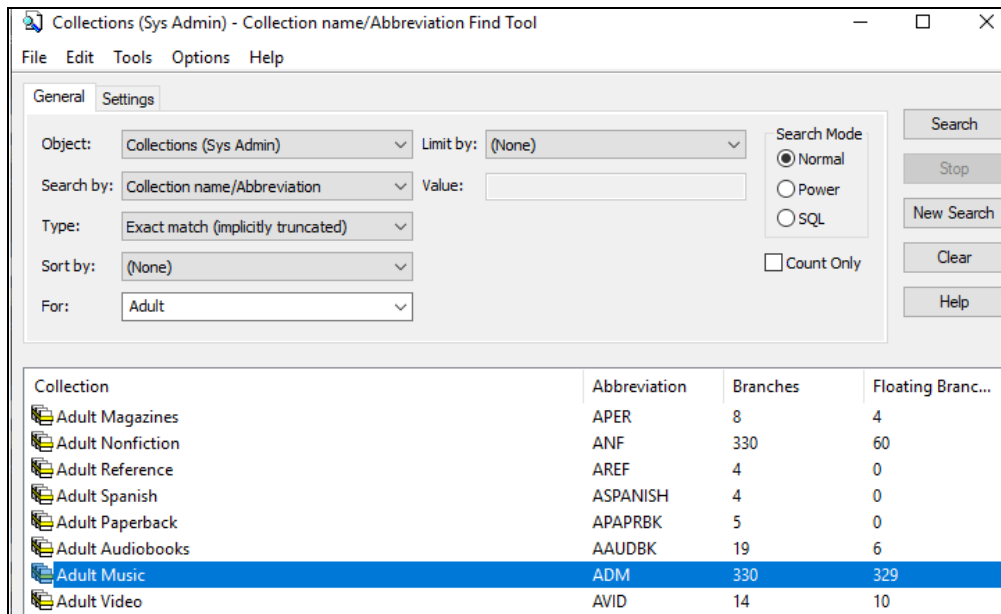 Collections (Sys Admin) - Collection name/Abbreviation Find Tool
File Edit Tools Options Help
General Settings
Object: Collections (Sys Admin) Limit by: (None) Search Mode Search
Normal
Search by: Collection name/Abbreviation Value: Power Stop
Type: Exact match (implicitly truncated) SQL New Search
Sort by: (None) Count Only Clear
For: Adult Help
Collection Abbreviation Branches Floating Branc...
Adult Magazines APER 8 4
Adult Nonfiction ANF 330 60
Adult Reference AREF 4 0
Adult Spanish ASPANISH 4 0
Adult Paperback APAPRBK 5 0
Adult Audiobooks AAUDBK 19 6
Adult Music ADM 330 329
Adult Video AVID 14 10